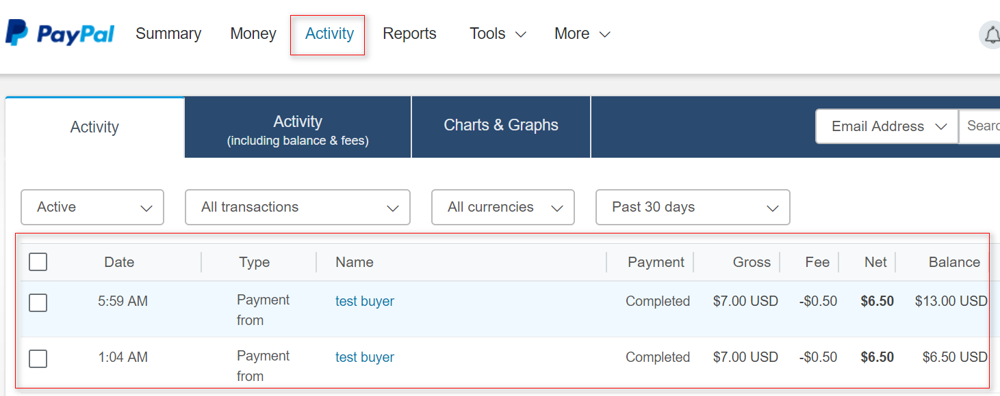 PayPal Summary Money Activity Reports Tools More
Activity
Activity
(including balance & fees)
Charts & Graphs
Email Address
Active All transactions All currencies Past 30 days
Date Type Name Payment Gross Fee Net Balance
5:59 AM Payment from test buyer Completed $7.00 USD -$0.50 $6.50 $13.00 USD
1:04 AM Payment from test buyer Completed $7.00 USD -$0.50 $6.50 $6.50 USD